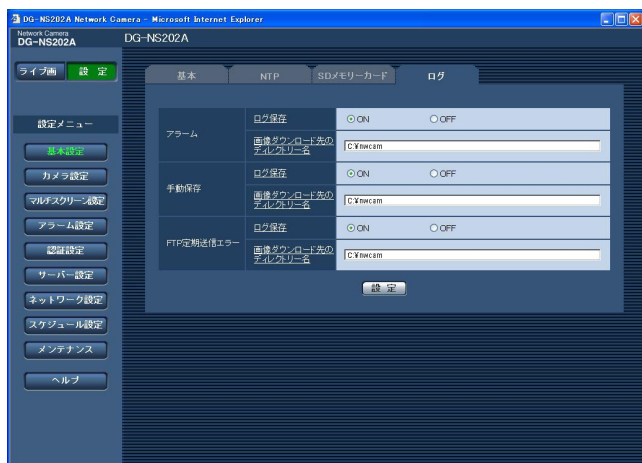 DG-NS202A Network Camera - Microsoft Internet Explorer
Network Camera
DG-NS202A
DG-NS202A
ライブ画 設 定
基本 NTP SDメモリーカード ログ
設定メニュー
基本設定
カメラ設定
マルチスクリーン設定
アラーム設定
認証設定
サーバー設定
ネットワーク設定
スケジュール設定
メンテナンス
ヘルプ
アラーム
ログ保存 ON OFF
画像ダウンロード先の
ディレクトリー名
C:¥nwcam
手動保存
ログ保存 ON OFF
画像ダウンロード先の
ディレクトリー名
C:¥nwcam
FTP定期送信エラー
ログ保存 ON OFF
画像ダウンロード先の
ディレクトリー名
C:¥nwcam
設 定